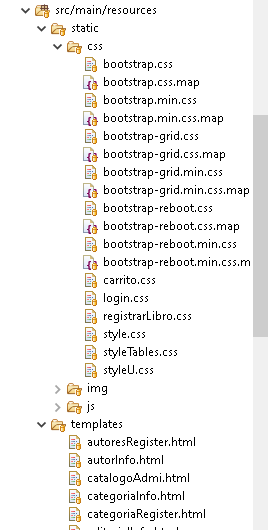 src/main/resources
static
css
bootstrap.css
bootstrap.css.map
bootstrap.min.css
bootstrap.min.css.map
bootstrap-grid.css
bootstrap-grid.css.map
bootstrap-grid.min.css
bootstrap-grid.min.css.map
bootstrap-reboot.css
bootstrap-reboot.css.map
bootstrap-reboot.min.css
bootstrap-reboot.min.css.m
carrito.css
login.css
registrarLibro.css
style.css
styleTables.css
styleU.css
img
js
templates
autoresRegister.html
autorInfo.html
catalogoAdmi.html
categoriaInfo.html
categoriaRegister.html